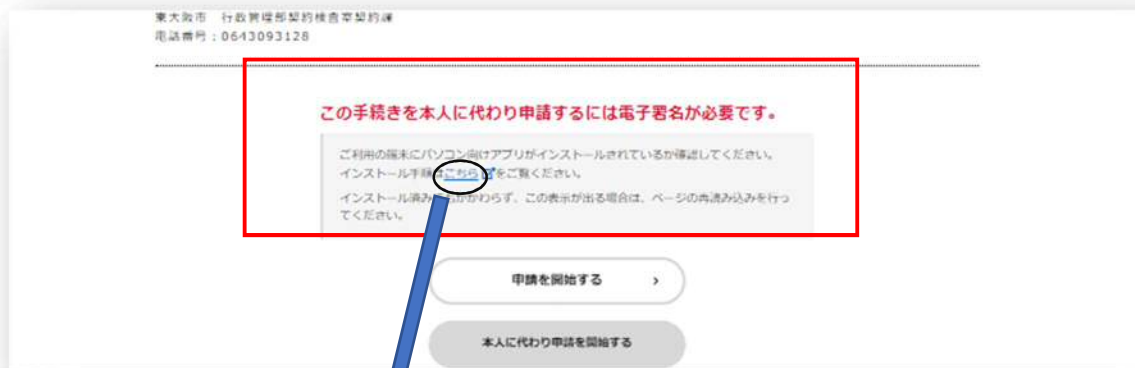 東大阪市　行政管理部契約検査室契約課
電話番号：0643093128
この手続きを本人に代わり申請するには電子署名が必要です。
ご利用の端末にパソコン向けアプリがインストールされているか確認してください。
インストール手順はこちらをご覧ください。
インストール済みにもかかわらず、この表示が出る場合は、ページの再読み込みを行っ
てください。
申請を開始する
本人に代わり申請を開始する